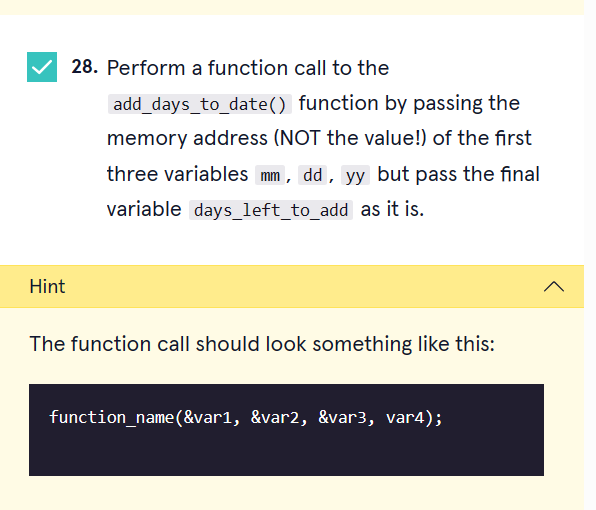 28. Perform a function call to the
add_days_to_date() function by passing the
memory address (NOT the value!) of the first
three variables mm, dd, yy but pass the final
variable days_left_to_add as it is.
Hint
The function call should look something like this:
function_name(&var1, &var2, &var3, var4);